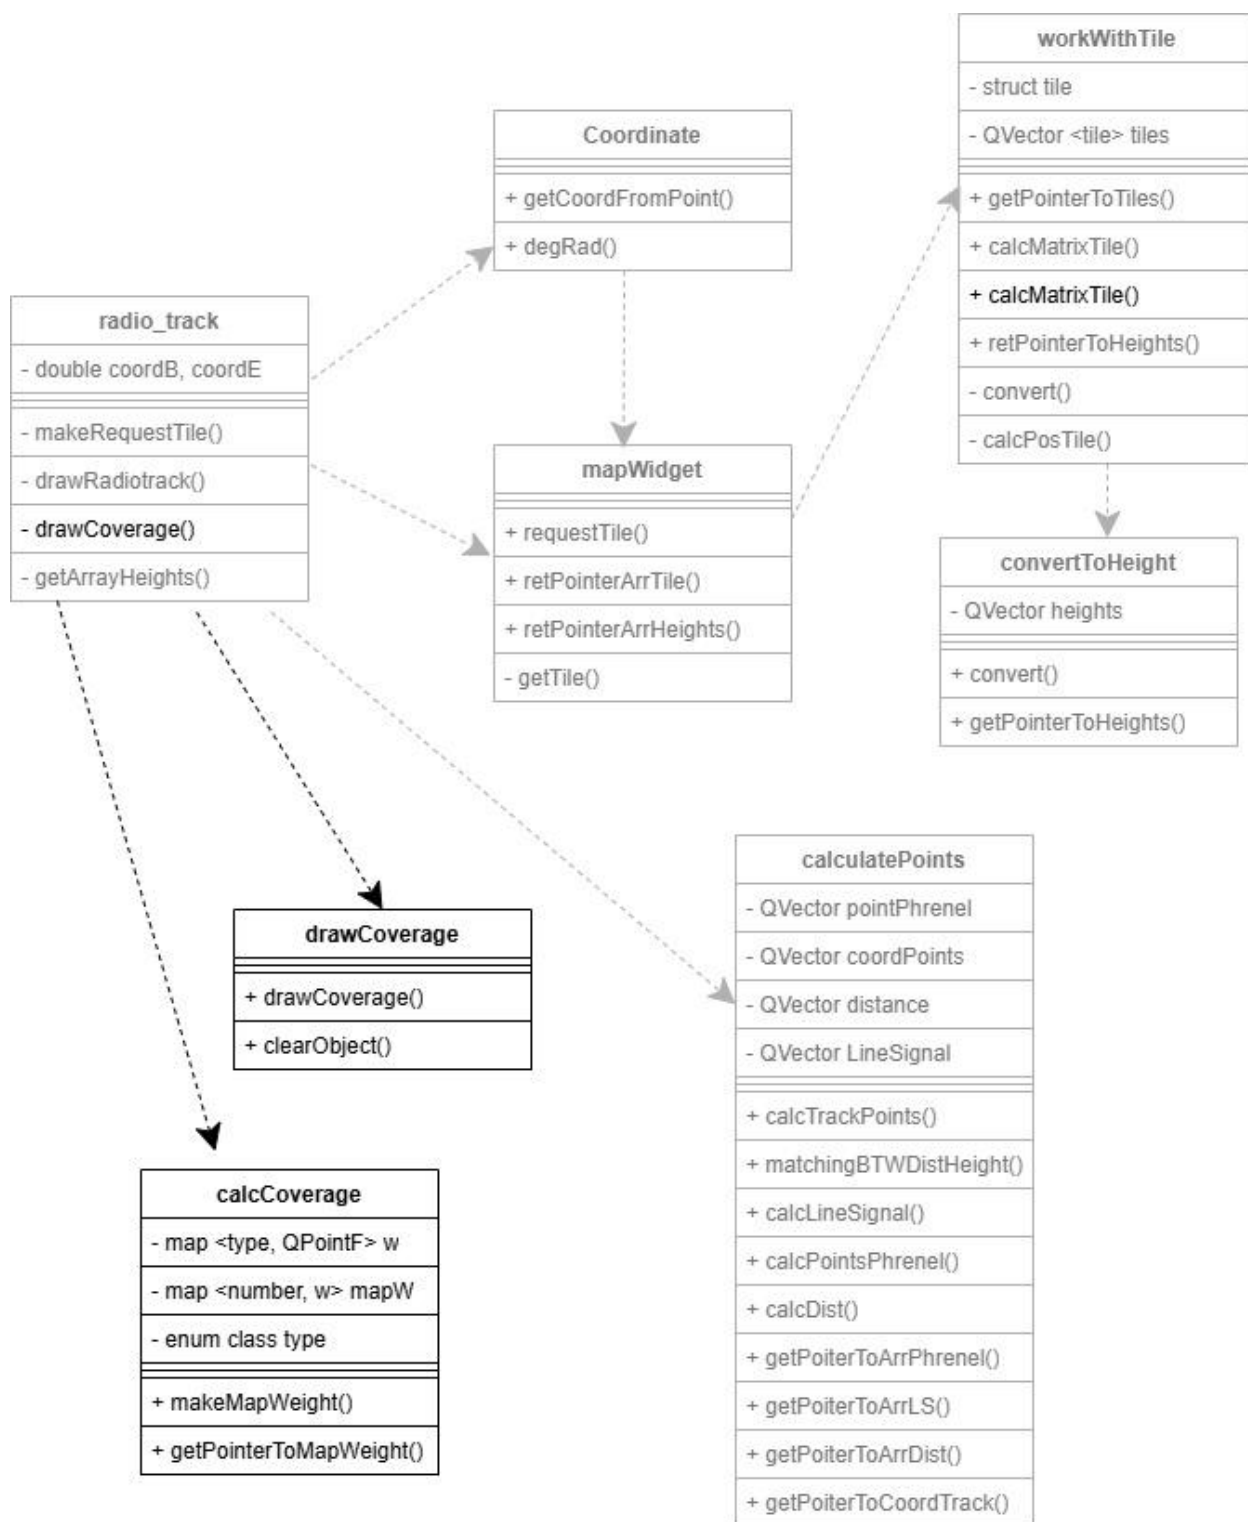 workWithTile
- struct tile
- QVector <tile> tiles
+ getPointerToTiles()
+ calcMatrixTile()
+ calcMatrixTile()
+ retPointerToHeights()
- convert()
- calcPosTile()
Coordinate
+ getCoordFromPoint()
+ degRad()
radio_track
- double coordB, coordE
- makeRequestTile()
- drawRadiotrack()
- drawCoverage()
- getArrayHeights()
mapWidget
+ requestTile()
+ retPointerArrTile()
+ retPointerArrHeights()
- getTile()
convertToHeight
- QVector heights
+ convert()
+ getPointerToHeights()
calculatePoints
- QVector pointPhrenel
- QVector coordPoints
- QVector distance
- QVector LineSignal
+ calcTrackPoints()
+ matchingBTWDistHeight()
+ calcLineSignal()
+ calcPointsPhrenel()
+ calcDist()
+ getPoiterToArrPhrenel()
+ getPoiterToArrLS()
+ getPoiterToArrDist()
+ getPoiterToCoordTrack()
drawCoverage
+ drawCoverage()
+ clearObject()
calcCoverage
- map <type, QPointF> w
- map <number, w> mapW
- enum class type
+ makeMapWeight()
+ getPointerToMapWeight()